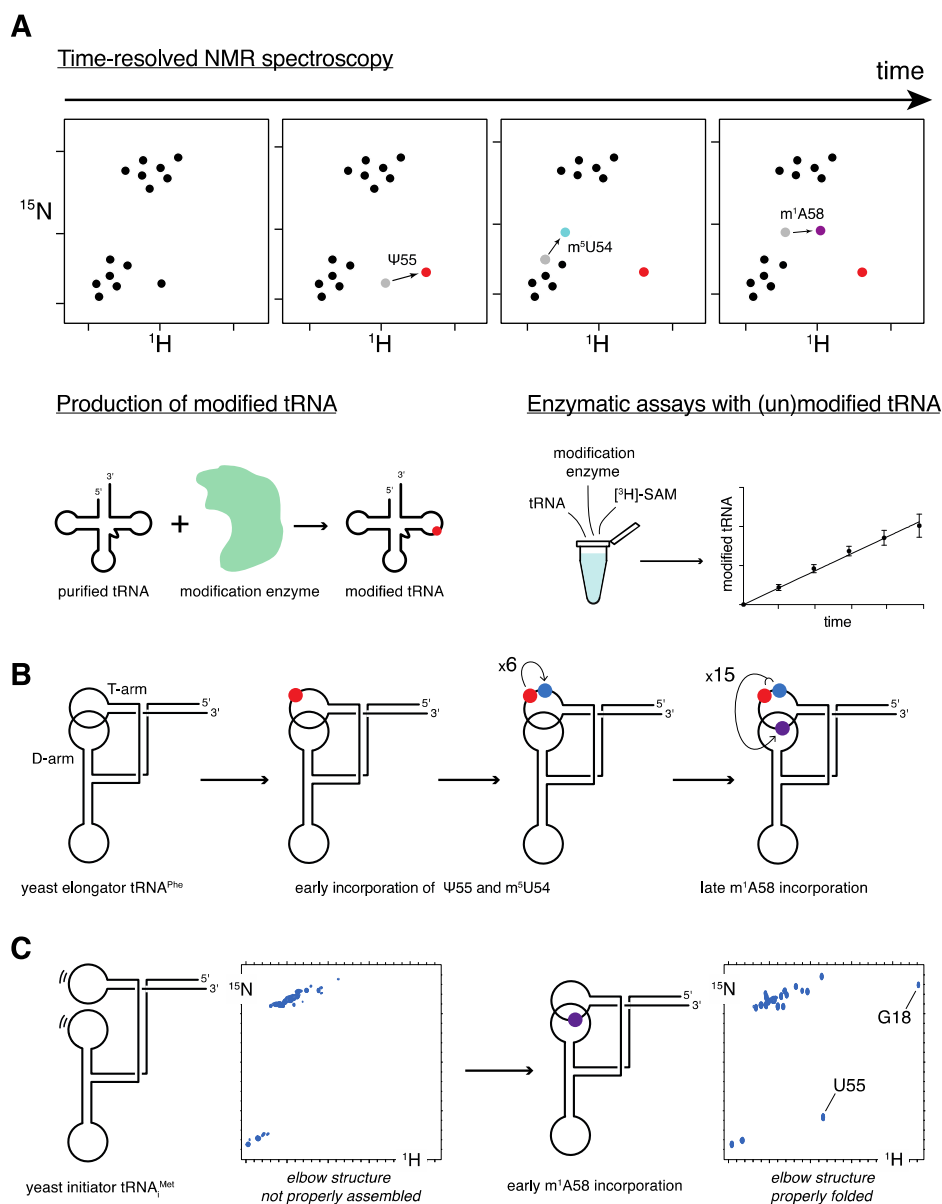 A
Time-resolved NMR spectroscopy
time
¹⁵N
Ψ55
m⁵U54
m¹A58
¹H
¹H
¹H
¹H
Production of modified tRNA
Enzymatic assays with (un)modified tRNA
3'
5'
3'
5'
purified tRNA
modification enzyme
modified tRNA
modification
enzyme
tRNA
[³H]-SAM
modified tRNA
time
B
T-arm
D-arm
5'
3'
5'
3'
x6
5'
3'
x15
5'
3'
yeast elongator tRNAᴾʰᵉ
early incorporation of Ψ55 and m⁵U54
late m¹A58 incorporation
C
5'
3'
¹⁵N
¹H
5'
3'
¹⁵N
G18
U55
¹H
yeast initiator tRNAᵢᴹᵉᵗ
elbow structure
not properly assembled
early m¹A58 incorporation
elbow structure
properly folded